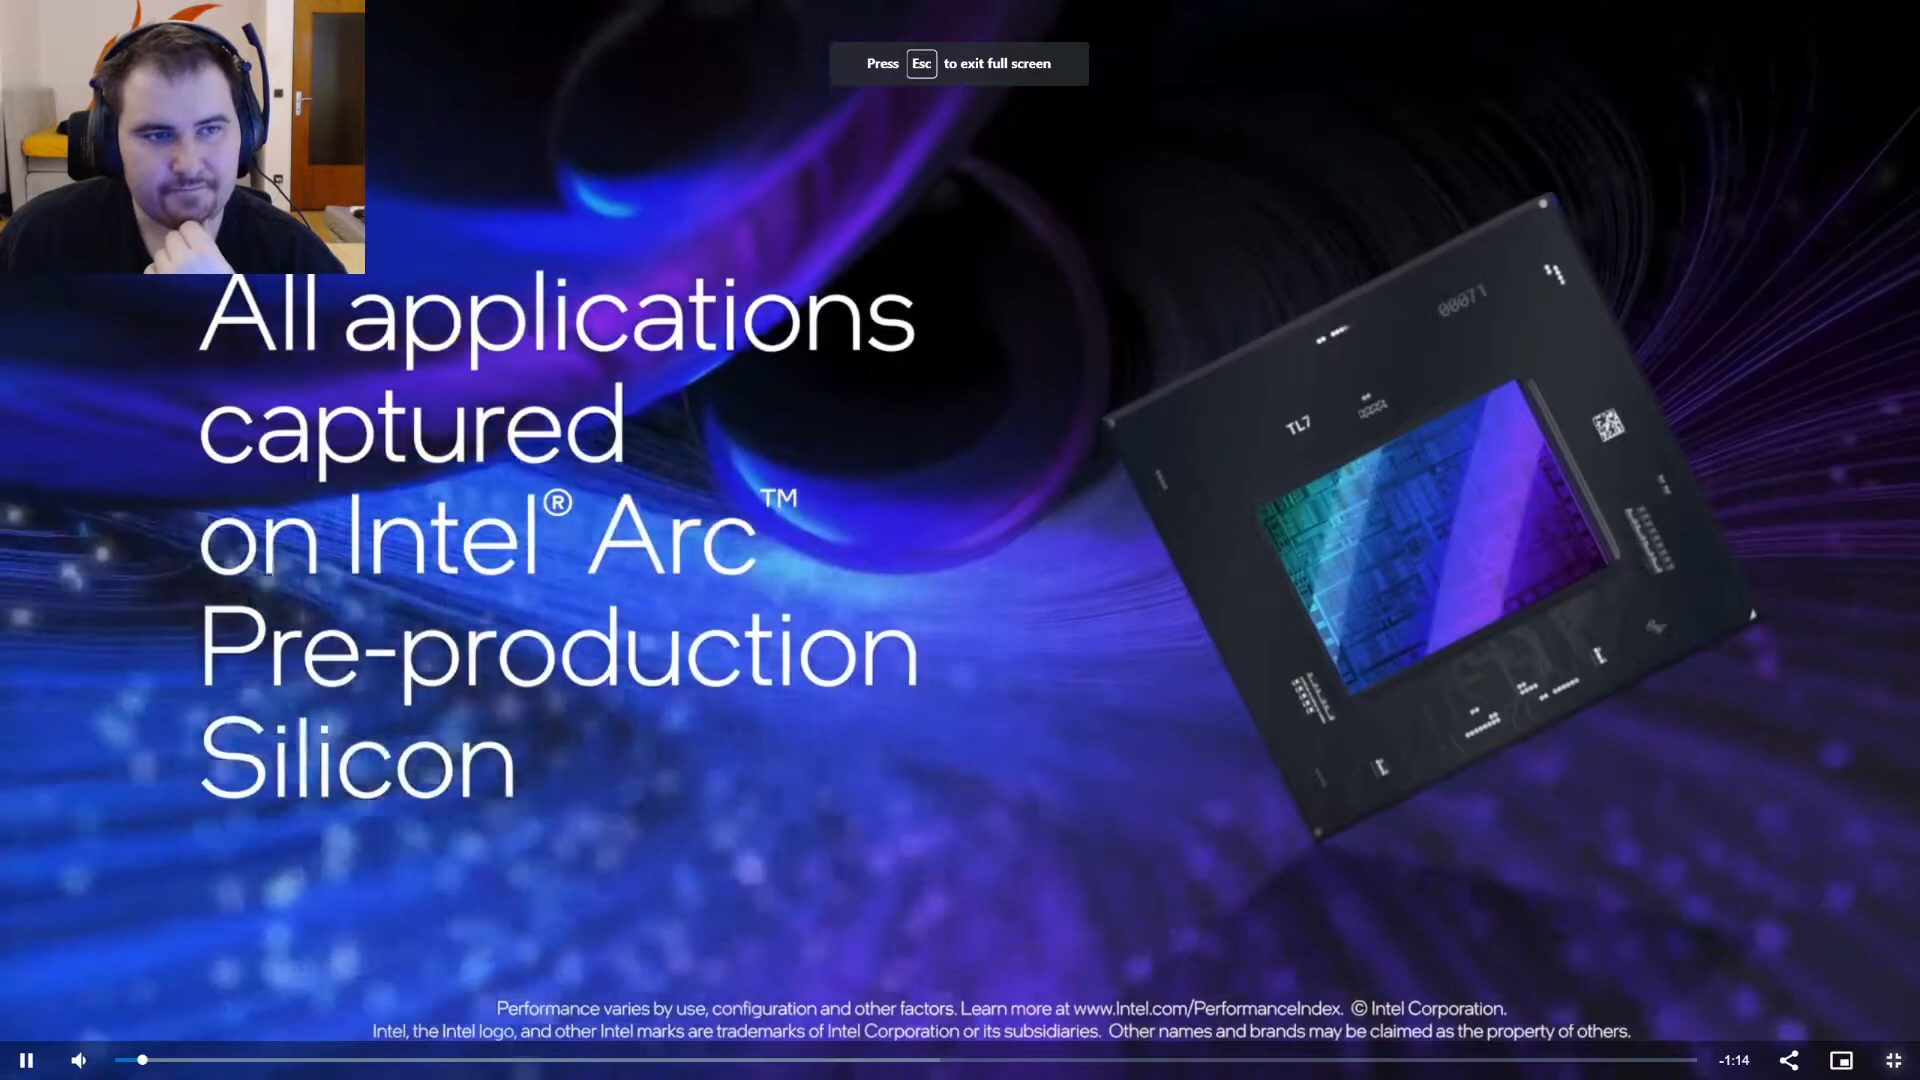 Press Esc to exit full screen
All applications
captured
on Intel® Arc™
Pre-production
Silicon
00071
TL7
Performance varies by use, configuration and other factors. Learn more at www.Intel.com/PerformanceIndex. © Intel Corporation.
Intel, the Intel logo, and other Intel marks are trademarks of Intel Corporation or its subsidiaries. Other names and brands may be claimed as the property of others.
-1:14